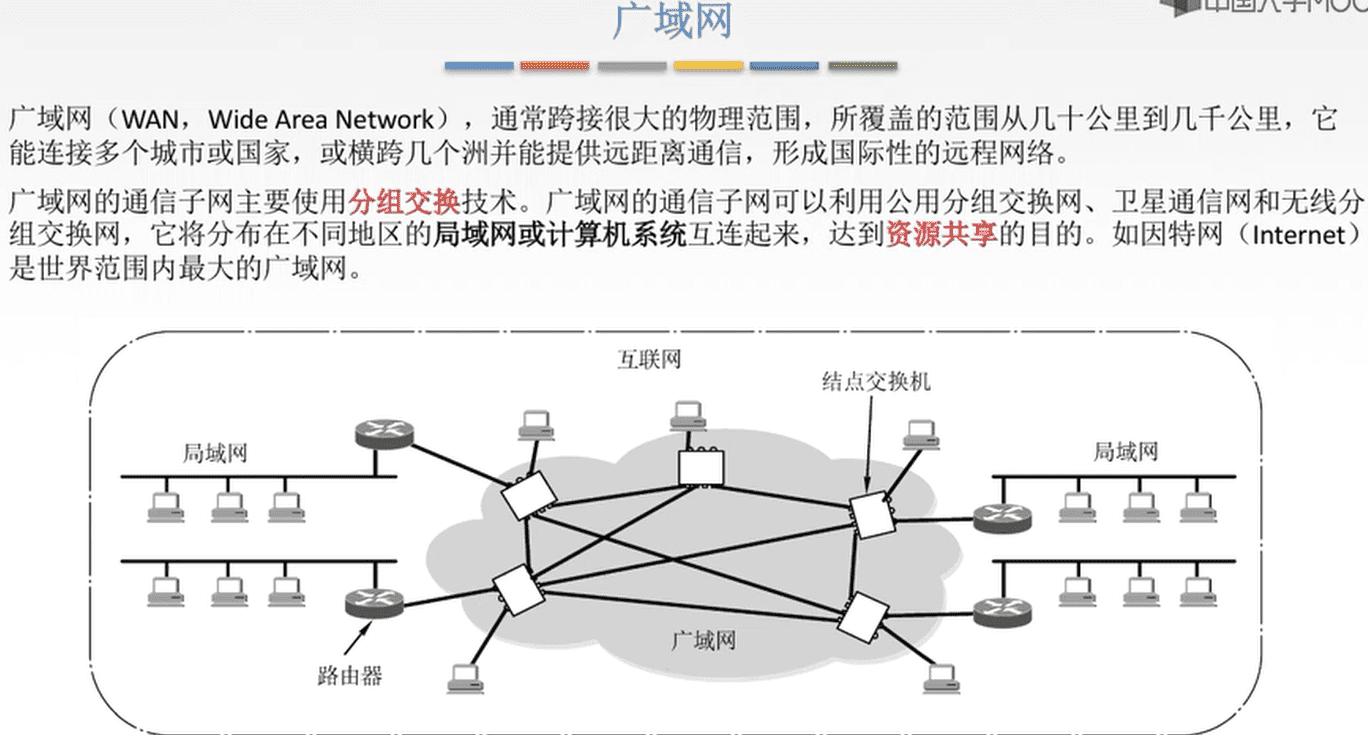 中国大学MOO
广域网
广域网（WAN，Wide Area Network），通常跨接很大的物理范围，所覆盖的范围从几十公里到几千公里，它
能连接多个城市或国家，或横跨几个洲并能提供远距离通信，形成国际性的远程网络。
广域网的通信子网主要使用分组交换技术。广域网的通信子网可以利用公用分组交换网、卫星通信网和无线分
组交换网，它将分布在不同地区的局域网或计算机系统互连起来，达到资源共享的目的。如因特网（Internet）
是世界范围内最大的广域网。
互联网
结点交换机
局域网
局域网
广域网
路由器